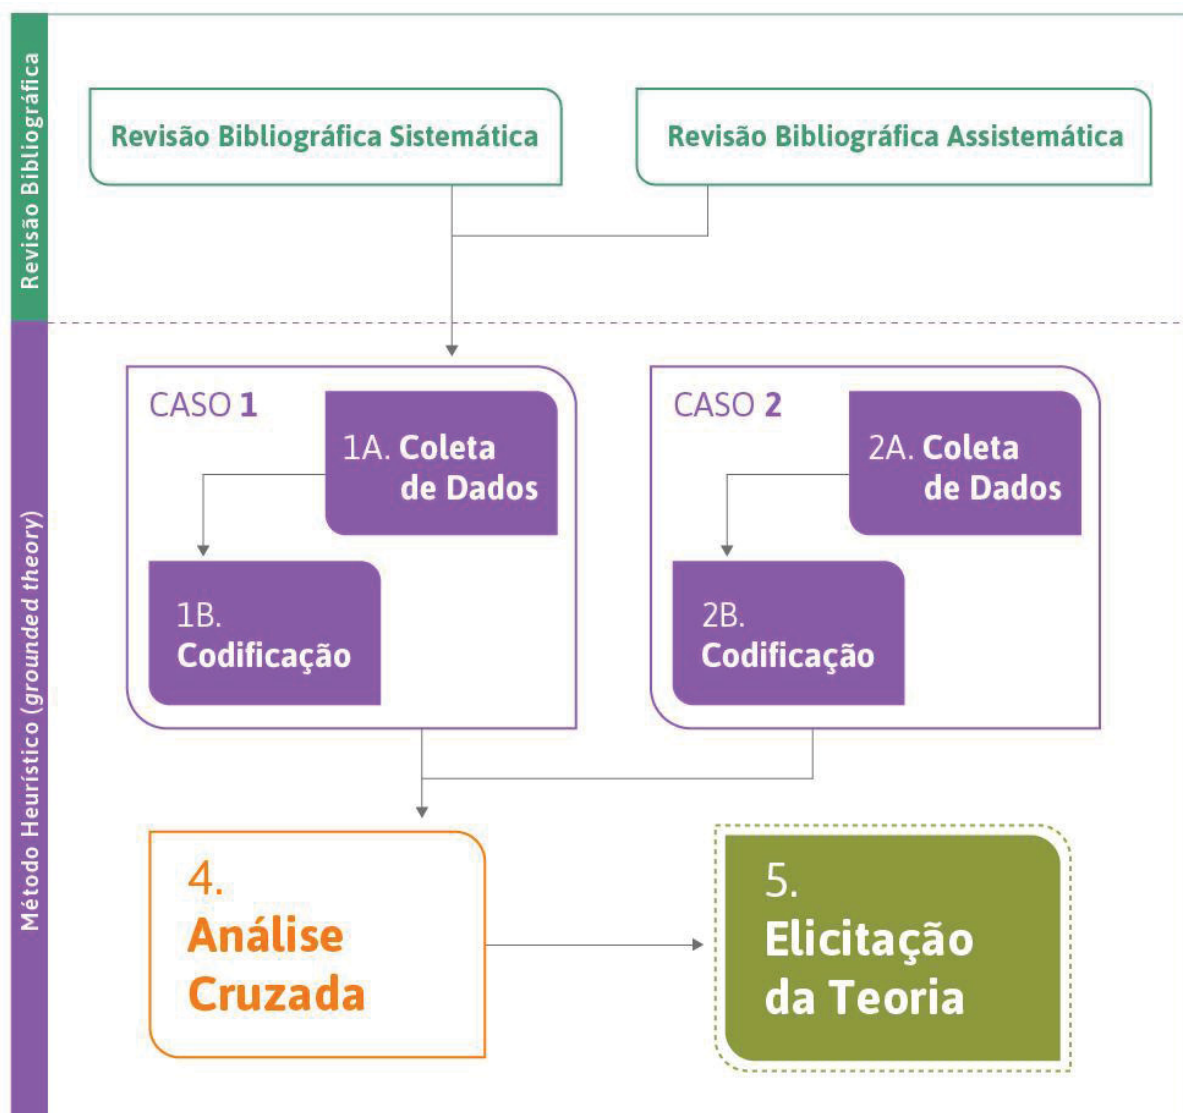 Revisão Bibliográfica
Revisão Bibliográfica Sistemática
Revisão Bibliográfica Assistemática
Método Heurístico (grounded theory)
CASO 1
1A. Coleta
de Dados
1B.
Codificação
CASO 2
2A. Coleta
de Dados
2B.
Codificação
4.
Análise
Cruzada
5.
Elicitação
da Teoria